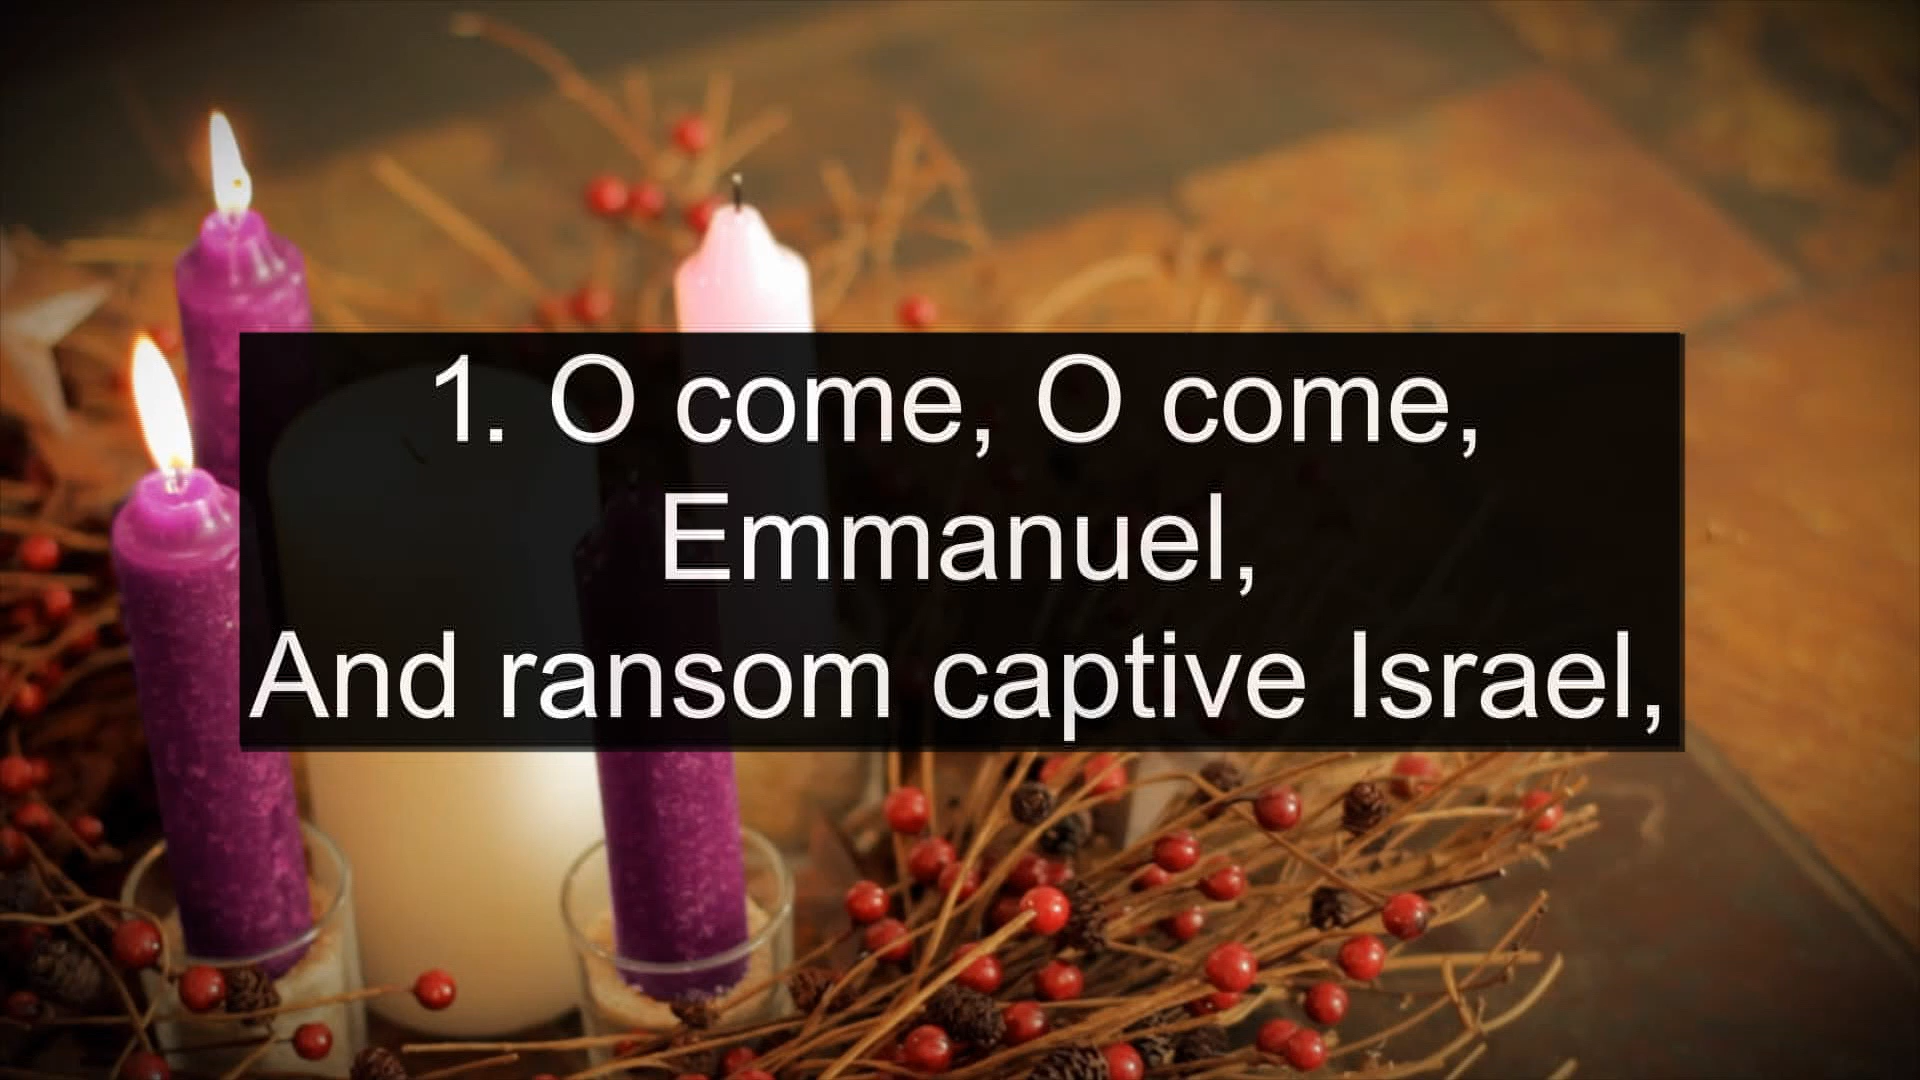 1. O come, O come,
Emmanuel,
And ransom captive Israel,